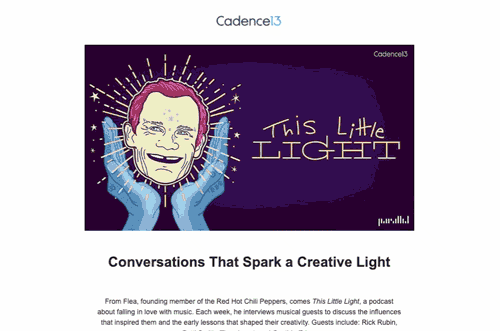 Cadence13
Cadence13
This Little
LIGHT
parallel
Conversations That Spark a Creative Light
From Flea, founding member of the Red Hot Chili Peppers, comes This Little Light, a podcast
about falling in love with music. Each week, he interviews musical guests to discuss the influences
that inspired them and the early lessons that shaped their creativity. Guests include: Rick Rubin,